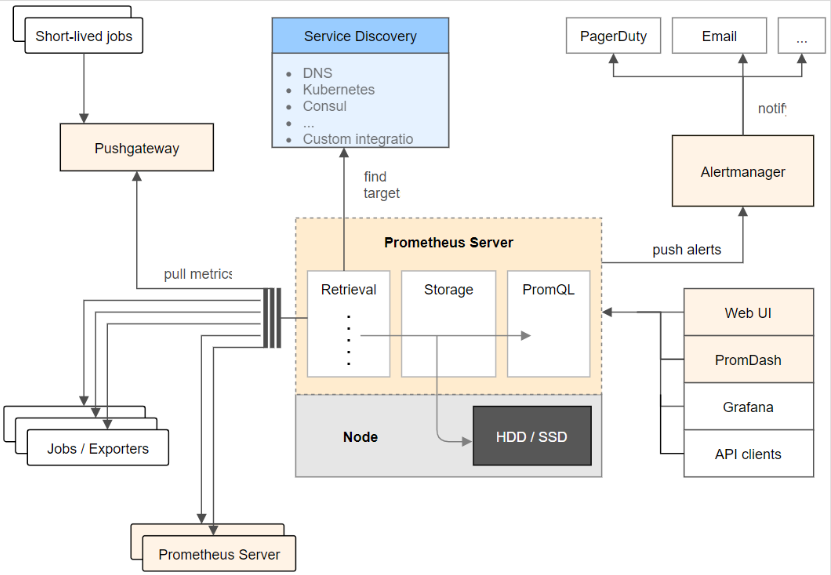 Short-lived jobs
Service Discovery
PagerDuty
Email
...
• DNS
• Kubernetes
• Consul
• ...
• Custom integratio
notify
Pushgateway
Alertmanager
find
target
Prometheus Server
push alerts
pull metrics
Retrieval
Storage
PromQL
Web UI
PromDash
Grafana
API clients
Node
HDD / SSD
Jobs / Exporters
Prometheus Server